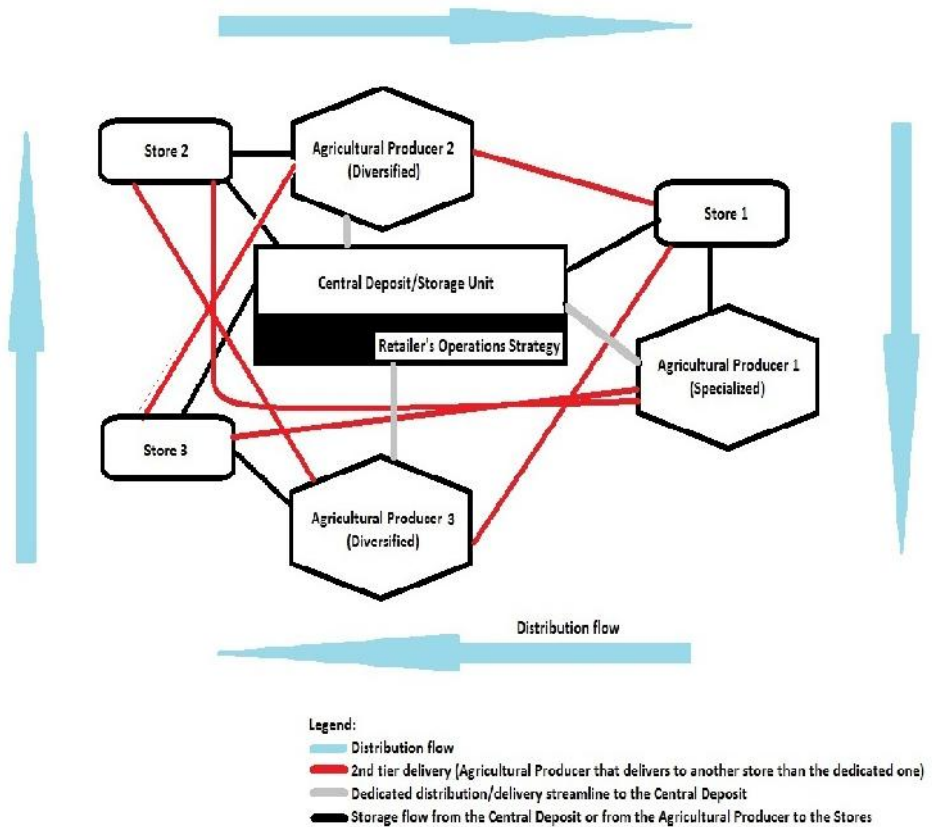 Store 2
Agricultural Producer 2
(Diversified)
Store 1
Central Deposit/Storage Unit
Retailer's Operations Strategy
Agricultural Producer 1
(Specialized)
Store 3
Agricultural Producer 3
(Diversified)
Distribution flow
Legend:
Distribution flow
2nd tier delivery (Agricultural Producer that delivers to another store than the dedicated one)
Dedicated distribution/delivery streamline to the Central Deposit
Storage flow from the Central Deposit or from the Agricultural Producer to the Stores